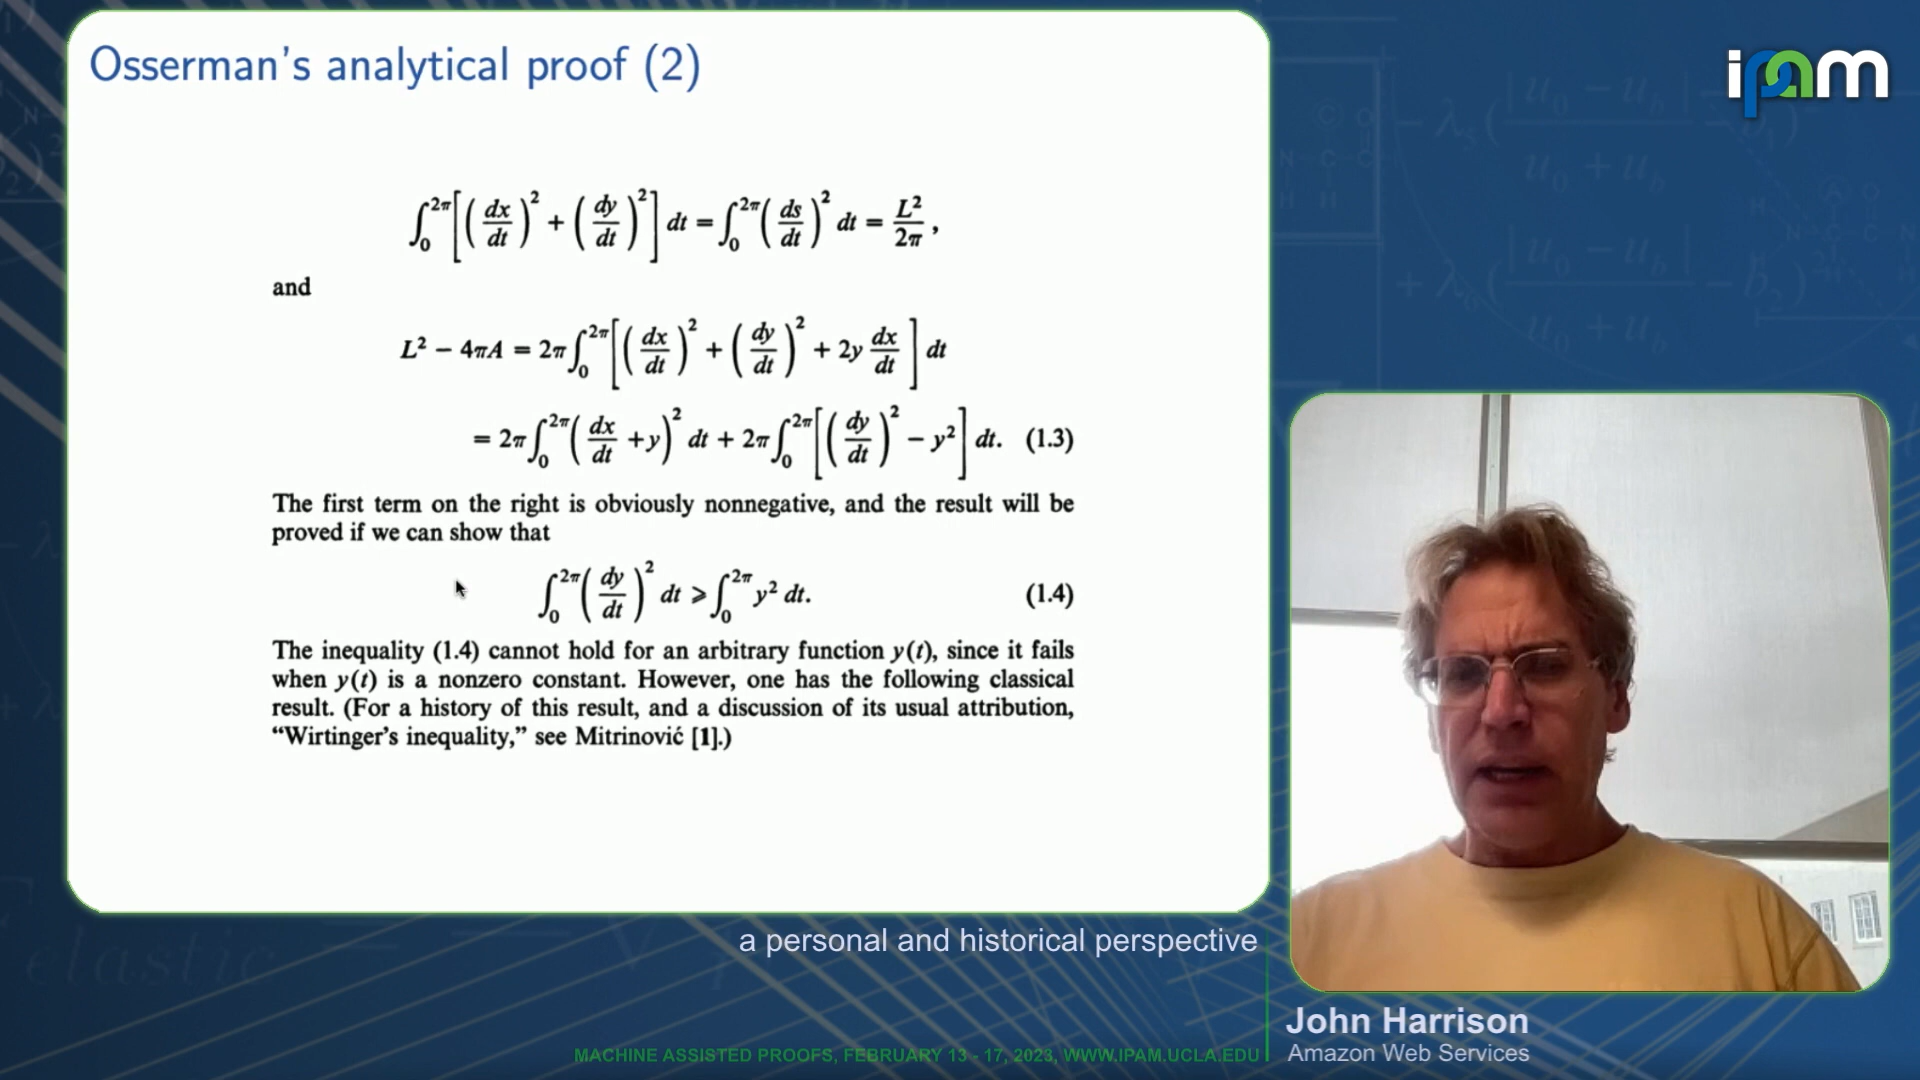 Osserman's analytical proof (2)
∫₀^{2π} [ (dx/dt)² + (dy/dt)² ] dt = ∫₀^{2π} (ds/dt)² dt = L²/2π ,
and
L² − 4πA = 2π ∫₀^{2π} [ (dx/dt)² + (dy/dt)² + 2y dx/dt ] dt
= 2π ∫₀^{2π} (dx/dt + y)² dt + 2π ∫₀^{2π} [ (dy/dt)² − y² ] dt. (1.3)
The first term on the right is obviously nonnegative, and the result will be
proved if we can show that
∫₀^{2π} (dy/dt)² dt ⩾ ∫₀^{2π} y² dt. (1.4)
The inequality (1.4) cannot hold for an arbitrary function y(t), since it fails
when y(t) is a nonzero constant. However, one has the following classical
result. (For a history of this result, and a discussion of its usual attribution,
“Wirtinger's inequality,” see Mitrinović [1].)
ipam
a personal and historical perspective
John Harrison
Amazon Web Services
MACHINE ASSISTED PROOFS, FEBRUARY 13 - 17, 2023, WWW.IPAM.UCLA.EDU
elastic